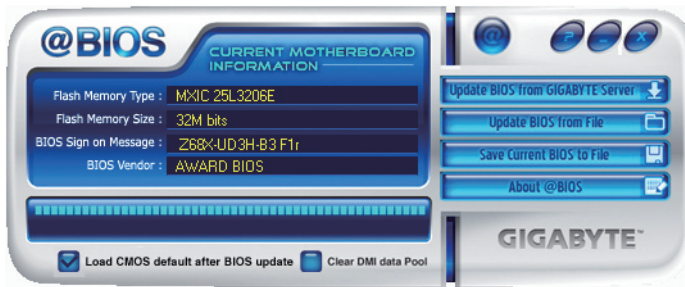 @BIOS
CURRENT MOTHERBOARD
INFORMATION
Flash Memory Type : MXIC 25L3206E
Flash Memory Size : 32M bits
BIOS Sign on Message : Z68X-UD3H-B3 F1r
BIOS Vendor : AWARD BIOS
Load CMOS default after BIOS update
Clear DMI data Pool
@
? – X
Update BIOS from GIGABYTE Server
Update BIOS from File
Save Current BIOS to File
About @BIOS
GIGABYTE™